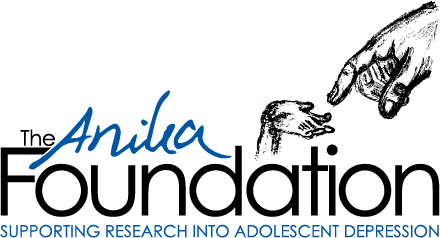 The Anika
Foundation
SUPPORTING RESEARCH INTO ADOLESCENT DEPRESSION